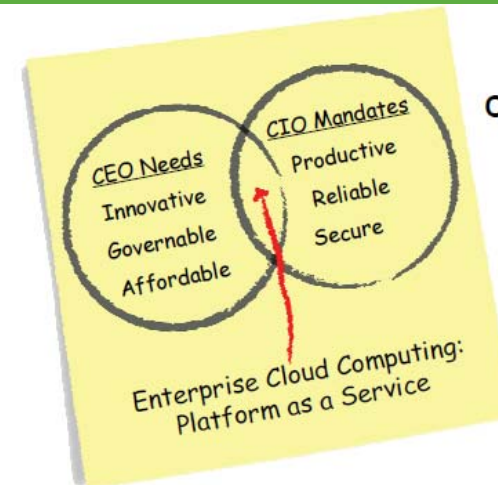 CEO Needs
Innovative
Governable
Affordable
CIO Mandates
Productive
Reliable
Secure
Enterprise Cloud Computing:
Platform as a Service